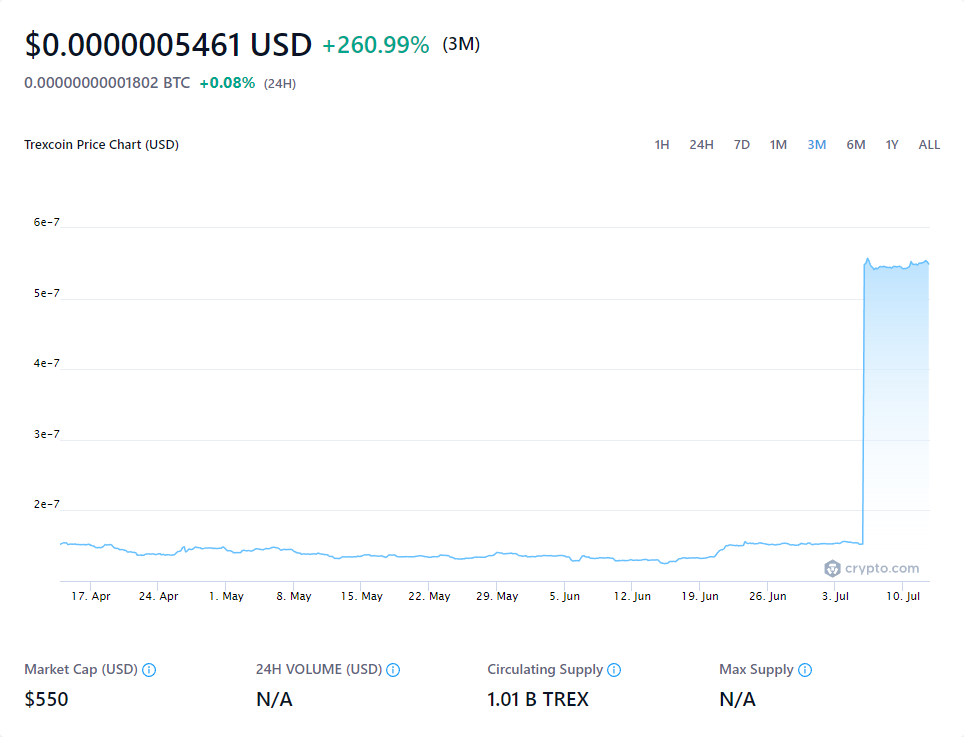 $0.0000005461 USD +260.99% (3M)
0.00000000001802 BTC +0.08% (24H)
Trexcoin Price Chart (USD) 1H 24H 7D 1M 3M 6M 1Y ALL
6e-7
5e-7
4e-7
3e-7
2e-7
crypto.com
17. Apr 24. Apr 1. May 8. May 15. May 22. May 29. May 5. Jun 12. Jun 19. Jun 26. Jun 3. Jul 10. Jul
Market Cap (USD) 24H VOLUME (USD) Circulating Supply Max Supply
$550 N/A 1.01 B TREX N/A